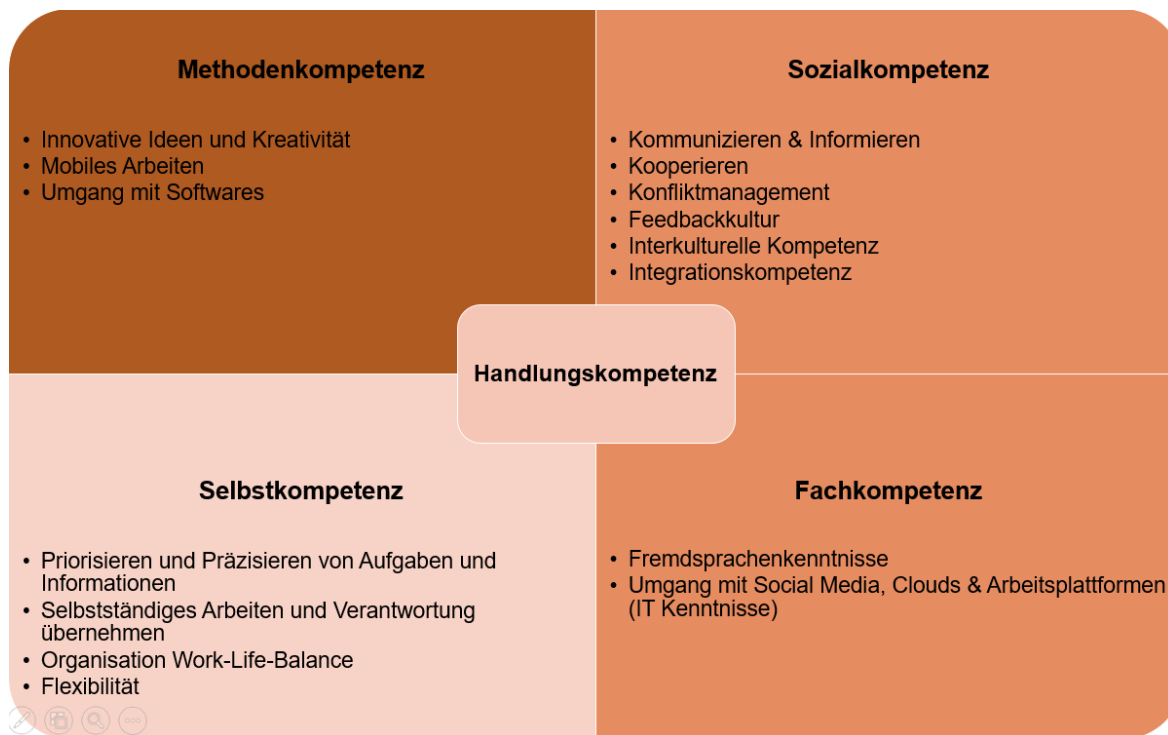 Methodenkompetenz
• Innovative Ideen und Kreativität
• Mobiles Arbeiten
• Umgang mit Softwares
Sozialkompetenz
• Kommunizieren & Informieren
• Kooperieren
• Konfliktmanagement
• Feedbackkultur
• Interkulturelle Kompetenz
• Integrationskompetenz
Handlungskompetenz
Selbstkompetenz
• Priorisieren und Präzisieren von Aufgaben und
Informationen
• Selbstständiges Arbeiten und Verantwortung
übernehmen
• Organisation Work-Life-Balance
• Flexibilität
Fachkompetenz
• Fremdsprachenkenntnisse
• Umgang mit Social Media, Clouds & Arbeitsplattformen
(IT Kenntnisse)